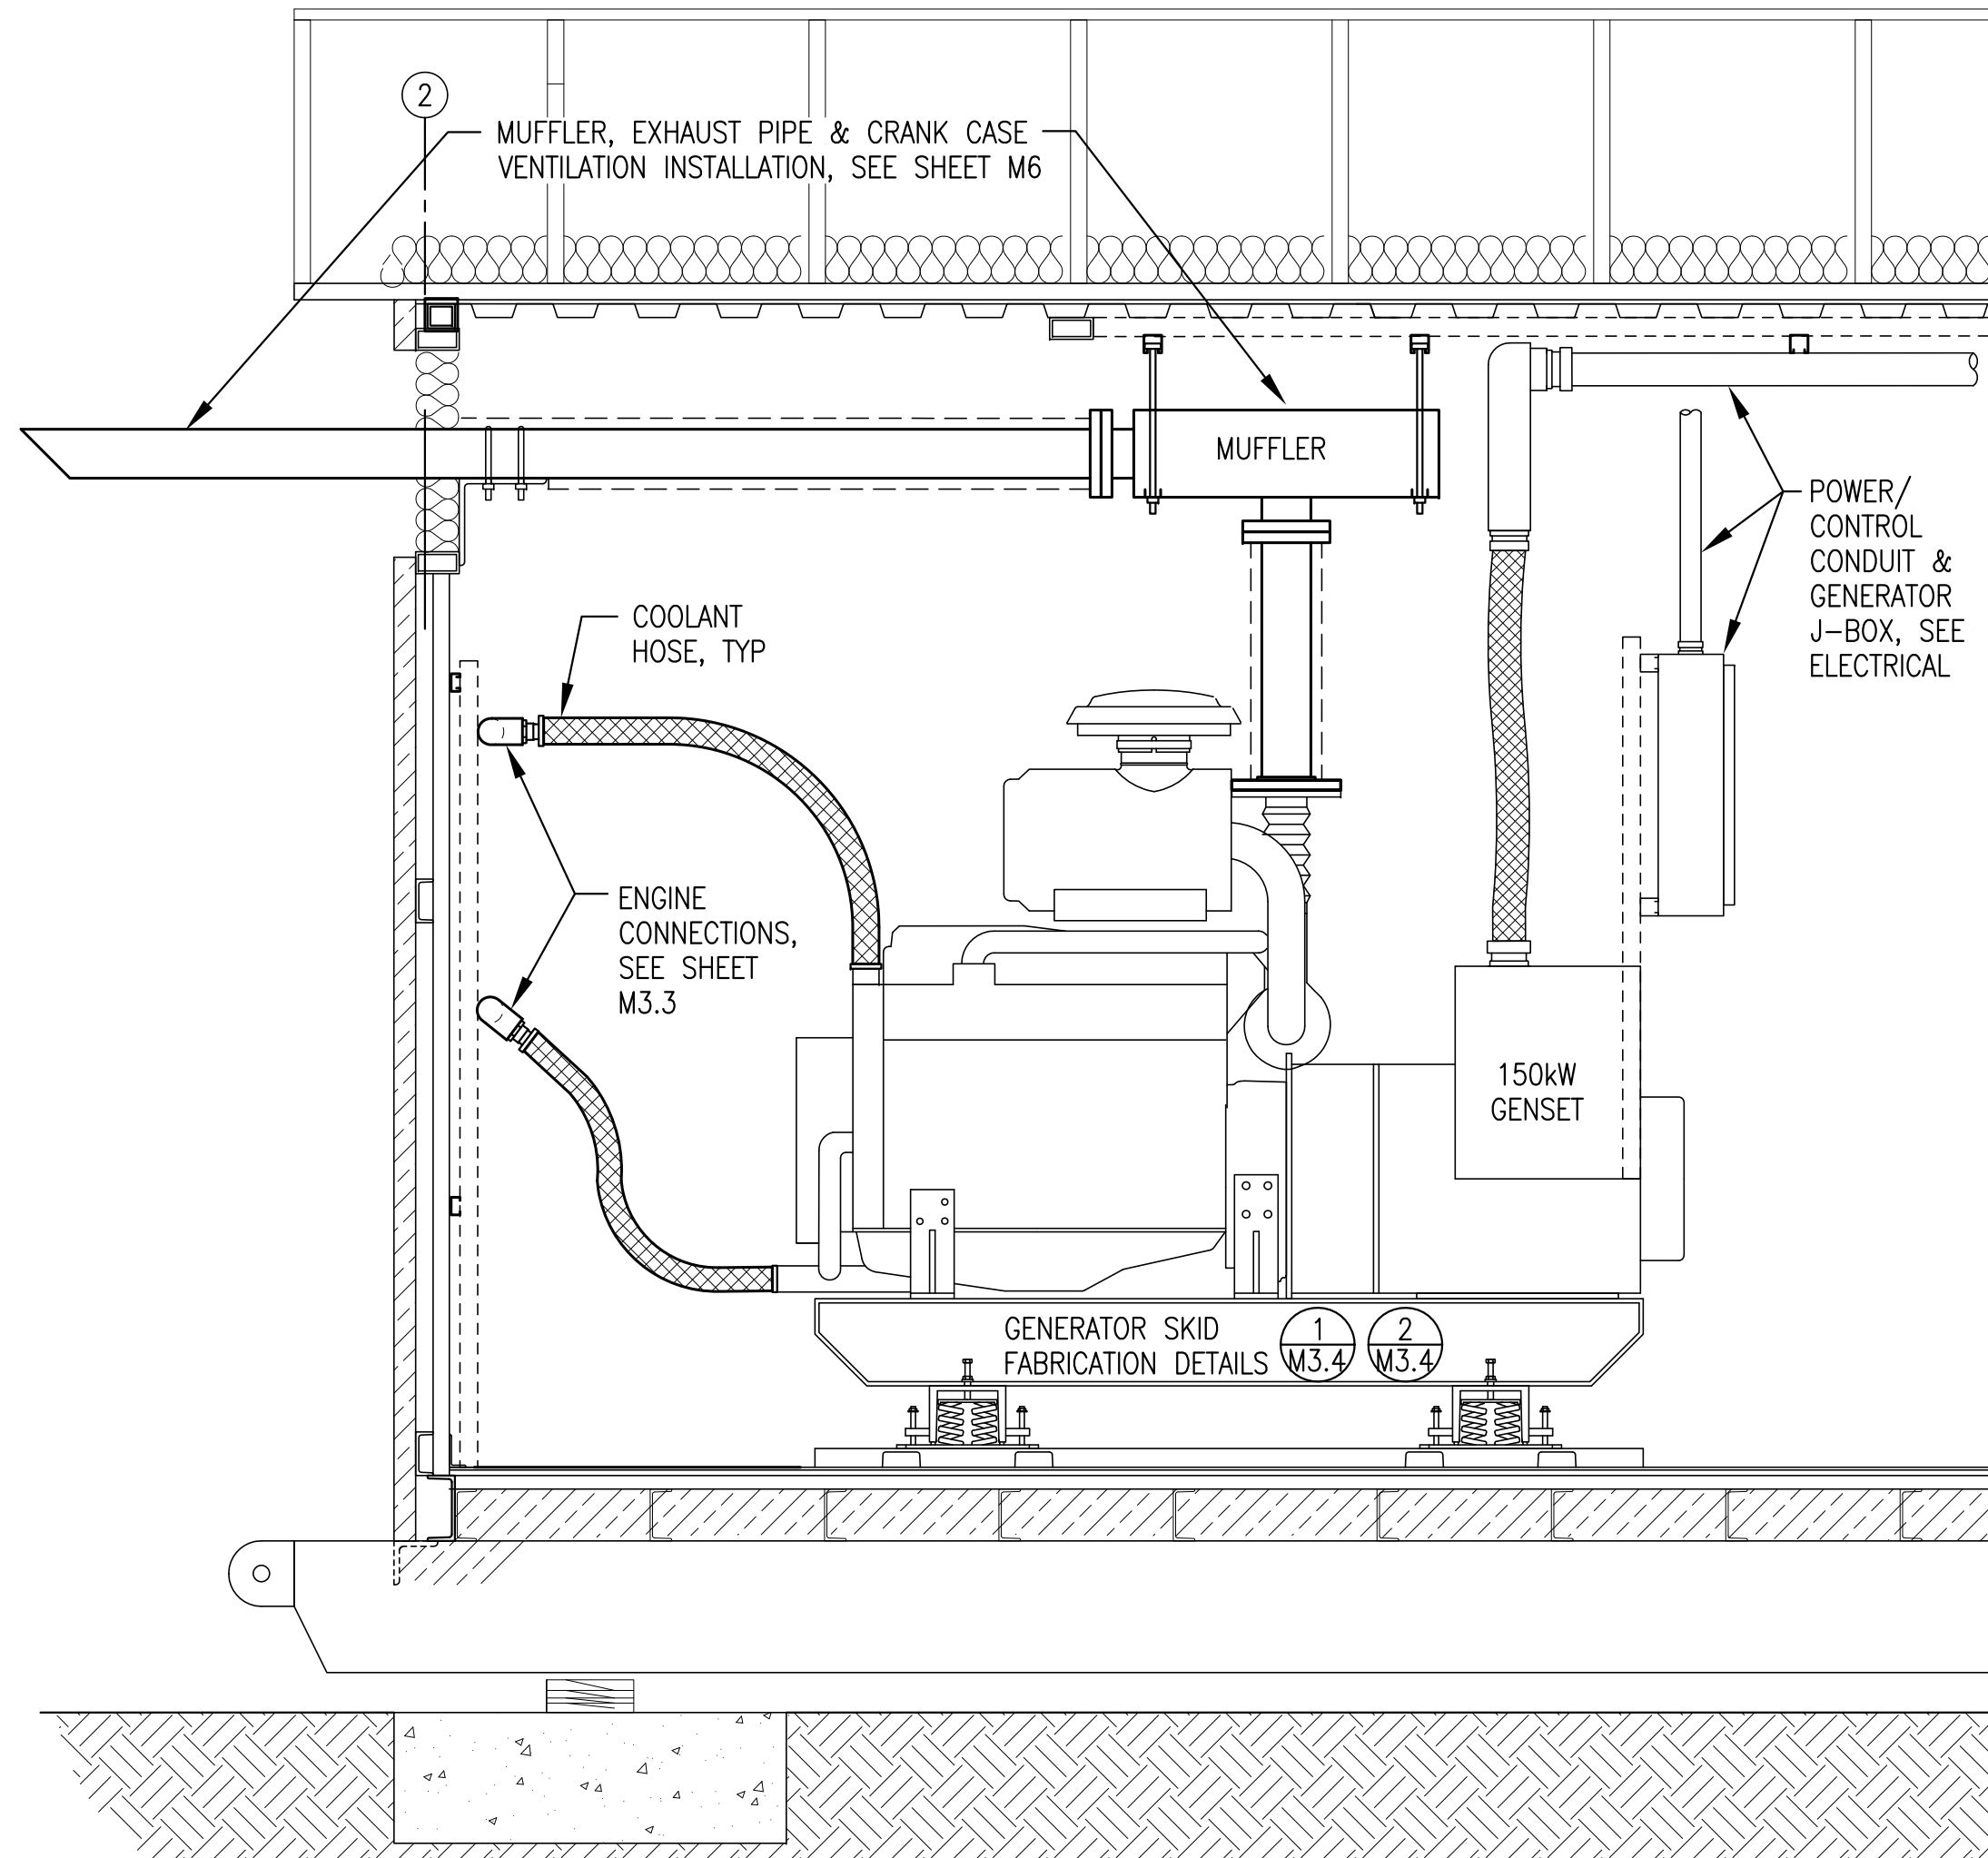 2
MUFFLER, EXHAUST PIPE & CRANK CASE
VENTILATION INSTALLATION, SEE SHEET M6
MUFFLER
POWER/
CONTROL
CONDUIT &
GENERATOR
J-BOX, SEE
ELECTRICAL
COOLANT
HOSE, TYP
ENGINE
CONNECTIONS,
SEE SHEET
M3.3
150kW
GENSET
GENERATOR SKID
FABRICATION DETAILS
1
M3.4
2
M3.4